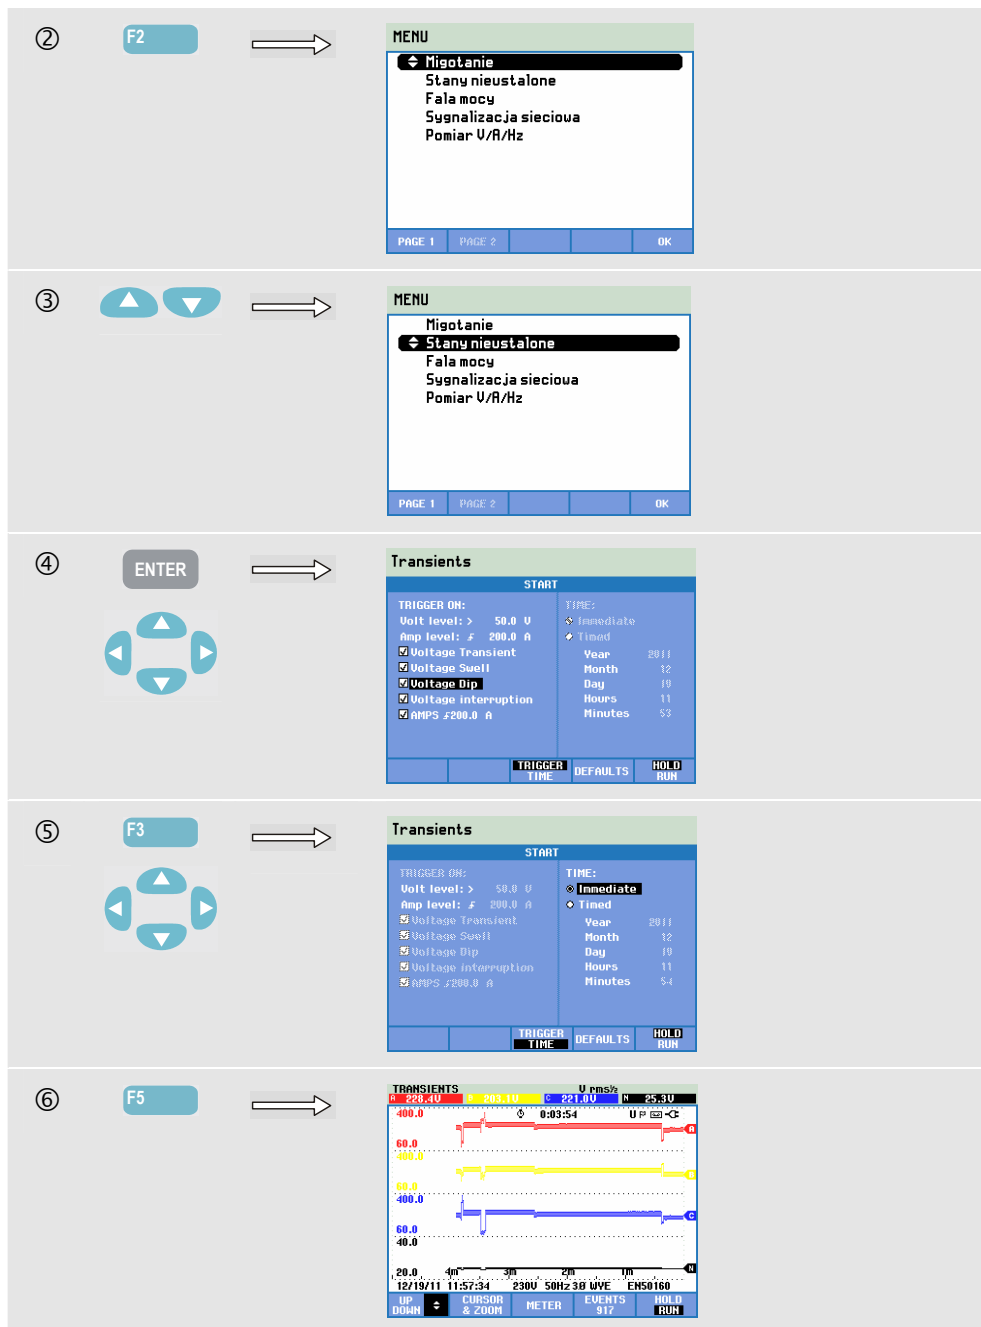 ②
F2
MENU
Migotanie
Stany nieustalone
Fala mocy
Sygnalizacja sieciowa
Pomiar V/A/Hz
PAGE 1 PAGE 2 OK
③
MENU
Migotanie
Stany nieustalone
Fala mocy
Sygnalizacja sieciowa
Pomiar V/A/Hz
PAGE 1 PAGE 2 OK
④
ENTER
Transients
START
TRIGGER ON: TIME:
Volt level: > 50.0 V Immediate
Amp level: 200.0 A Timed
Voltage Transient Year 2011
Voltage Swell Month 12
Voltage Dip Day 19
Voltage interruption Hours 11
AMPS 200.0 A Minutes 53
TRIGGER TIME DEFAULTS HOLD RUN
⑤
F3
Transients
START
TRIGGER ON: TIME:
Volt level: > 50.0 V Immediate
Amp level: 200.0 A Timed
Voltage Transient Year 2011
Voltage Swell Month 12
Voltage Dip Day 19
Voltage interruption Hours 11
AMPS 200.0 A Minutes 54
TRIGGER TIME DEFAULTS HOLD RUN
⑥
F5
TRANSIENTS V rms½
A 228.4V 203.1V C 221.0V N 25.3V
400.0 0:03:54 U P
A
60.0
400.0
60.0
400.0
C
60.0
40.0
N
20.0 4m 3m 2m 1m
12/19/11 11:57:34 230V 50Hz 3Ø WYE EN50160
UP DOWN CURSOR & ZOOM METER EVENTS 917 HOLD RUN